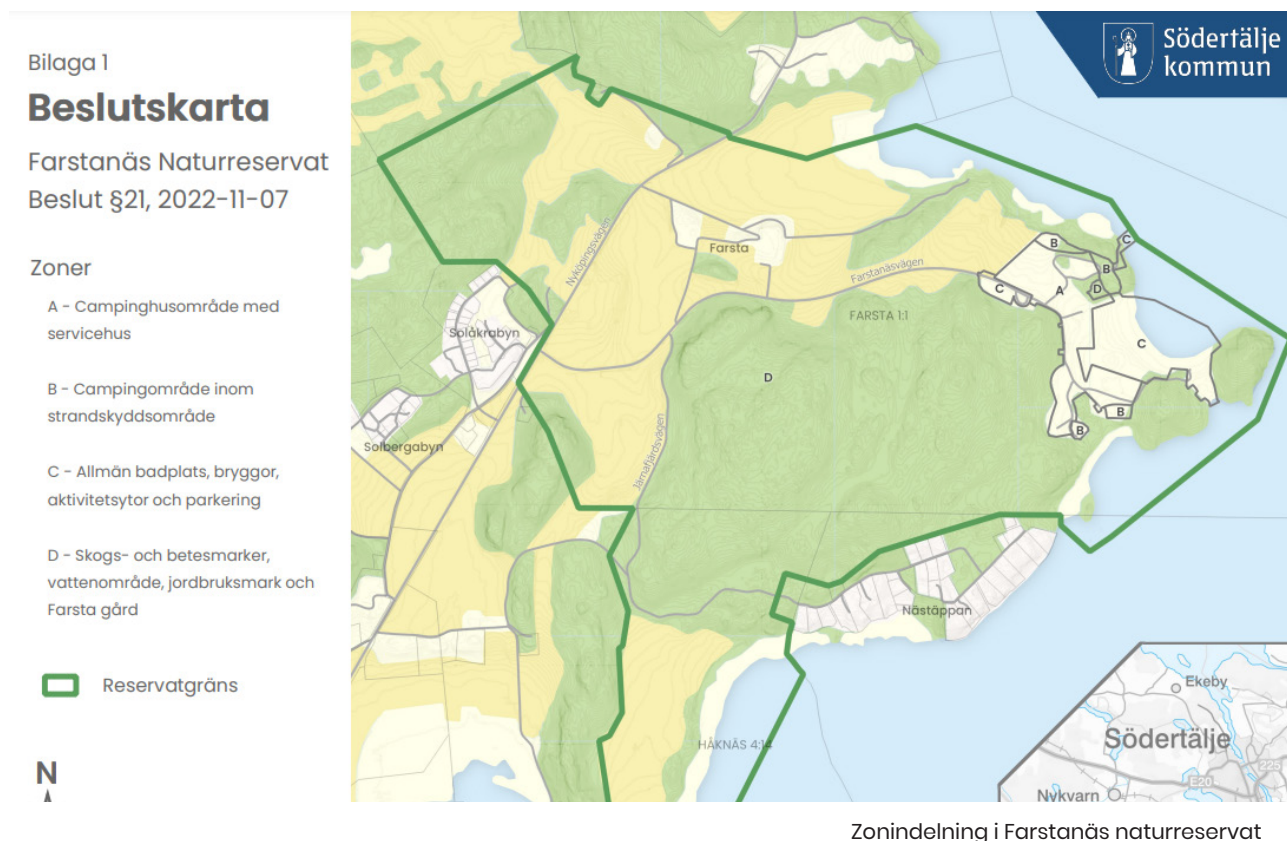 Bilaga 1
Beslutskarta
Farstanäs Naturreservat
Beslut §21, 2022-11-07
Zoner
A - Campinghusområde med
servicehus
B - Campingområde inom
strandskyddsområde
C - Allmän badplats, bryggor,
aktivitetsytor och parkering
D - Skogs- och betesmarker,
vattenområde, jordbruksmark och
Farsta gård
Reservatgräns
N
Södertälje
kommun
Nyköpingsvägen
Farsta
Farstanäsvägen
B
C
B
C
A
D
FARSTA 1:1
C
Solåkrabyn
D
B
B
Solbergabyn
Järnafjärdsvägen
Nästäppan
HÅKNÄS 4:14
Ekeby
Södertälje
225
E20
Nykvarn
Zonindelning i Farstanäs naturreservat